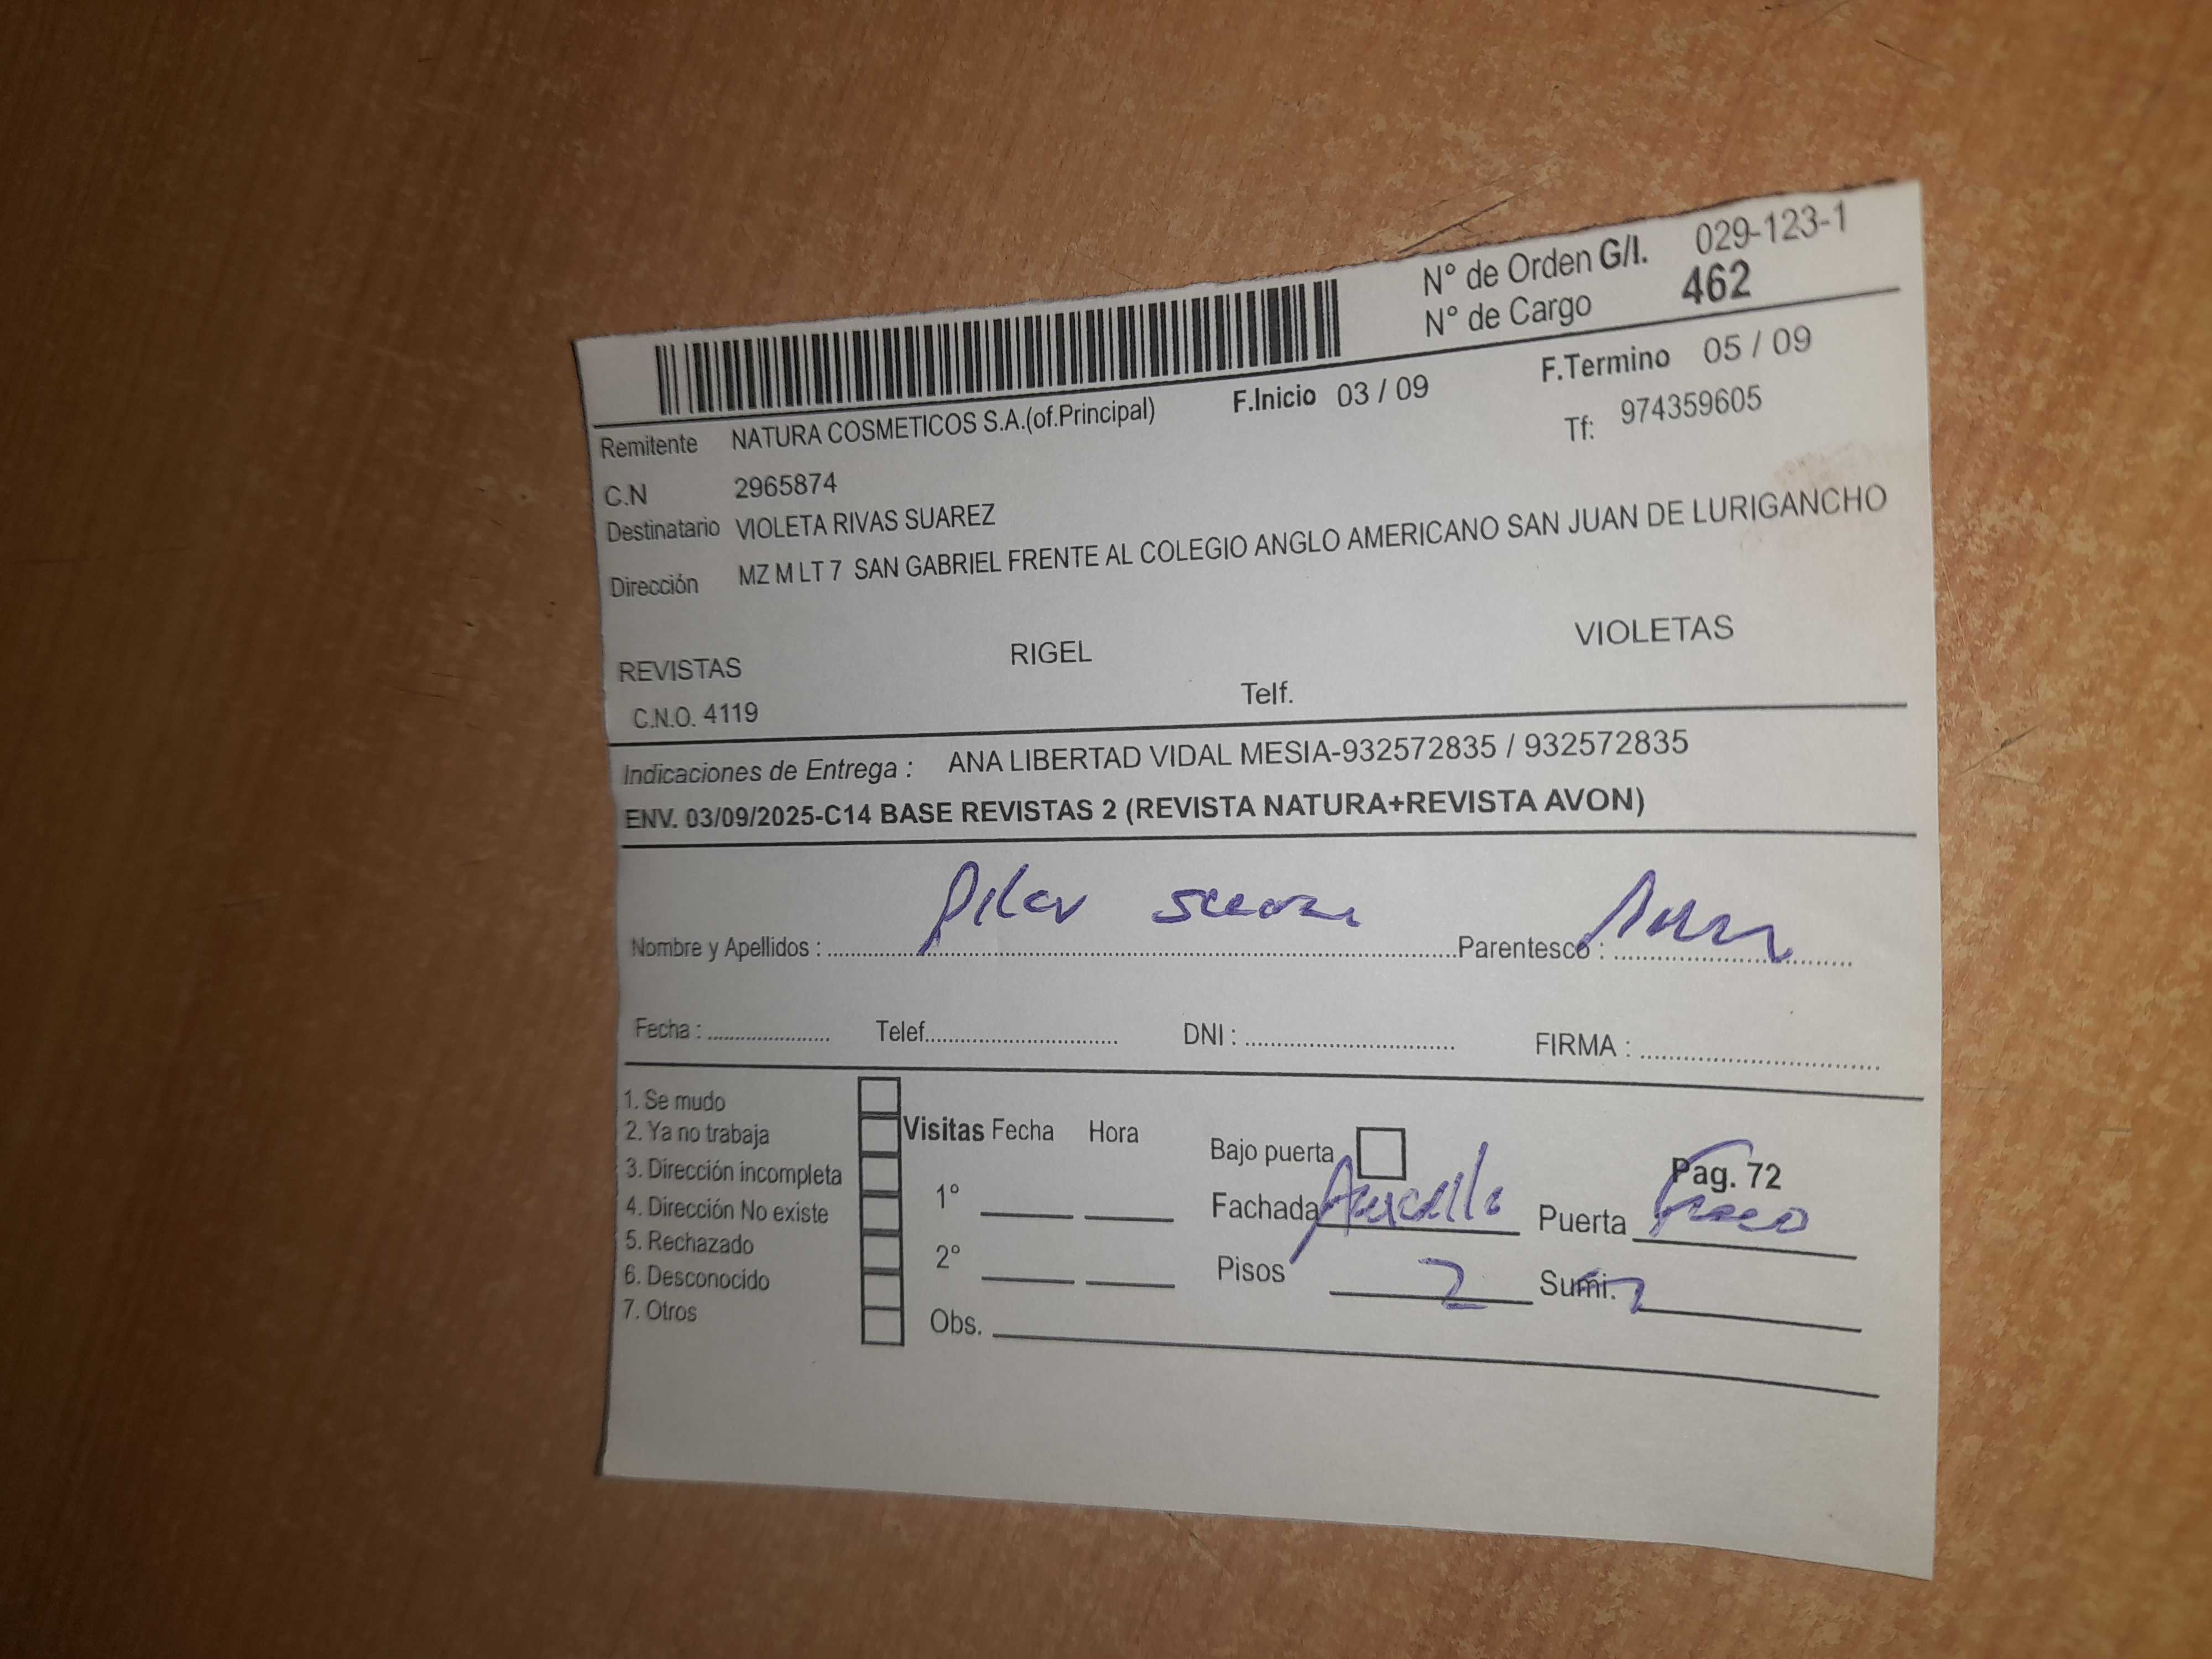 N° de Orden G/I. 029-123-1
N° de Cargo 462
F.Inicio 03 / 09 F.Termino 05 / 09
Remitente NATURA COSMETICOS S.A.(of.Principal) Tf: 974359605
C.N 2965874
Destinatario VIOLETA RIVAS SUAREZ
Dirección MZ M LT 7 SAN GABRIEL FRENTE AL COLEGIO ANGLO AMERICANO SAN JUAN DE LURIGANCHO
REVISTAS RIGEL VIOLETAS
C.N.O. 4119 Telf.
Indicaciones de Entrega : ANA LIBERTAD VIDAL MESIA-932572835 / 932572835
ENV. 03/09/2025-C14 BASE REVISTAS 2 (REVISTA NATURA+REVISTA AVON)
Nombre y Apellidos : Pilar Parentesco :
Fecha : Telef. DNI : FIRMA :
1. Se mudo
2. Ya no trabaja
3. Dirección incompleta
4. Dirección No existe
5. Rechazado
6. Desconocido
7. Otros
Visitas Fecha Hora
1°
2°
Obs.
Bajo puerta Pag. 72
Fachada Puerta
Pisos 2 Sumi.